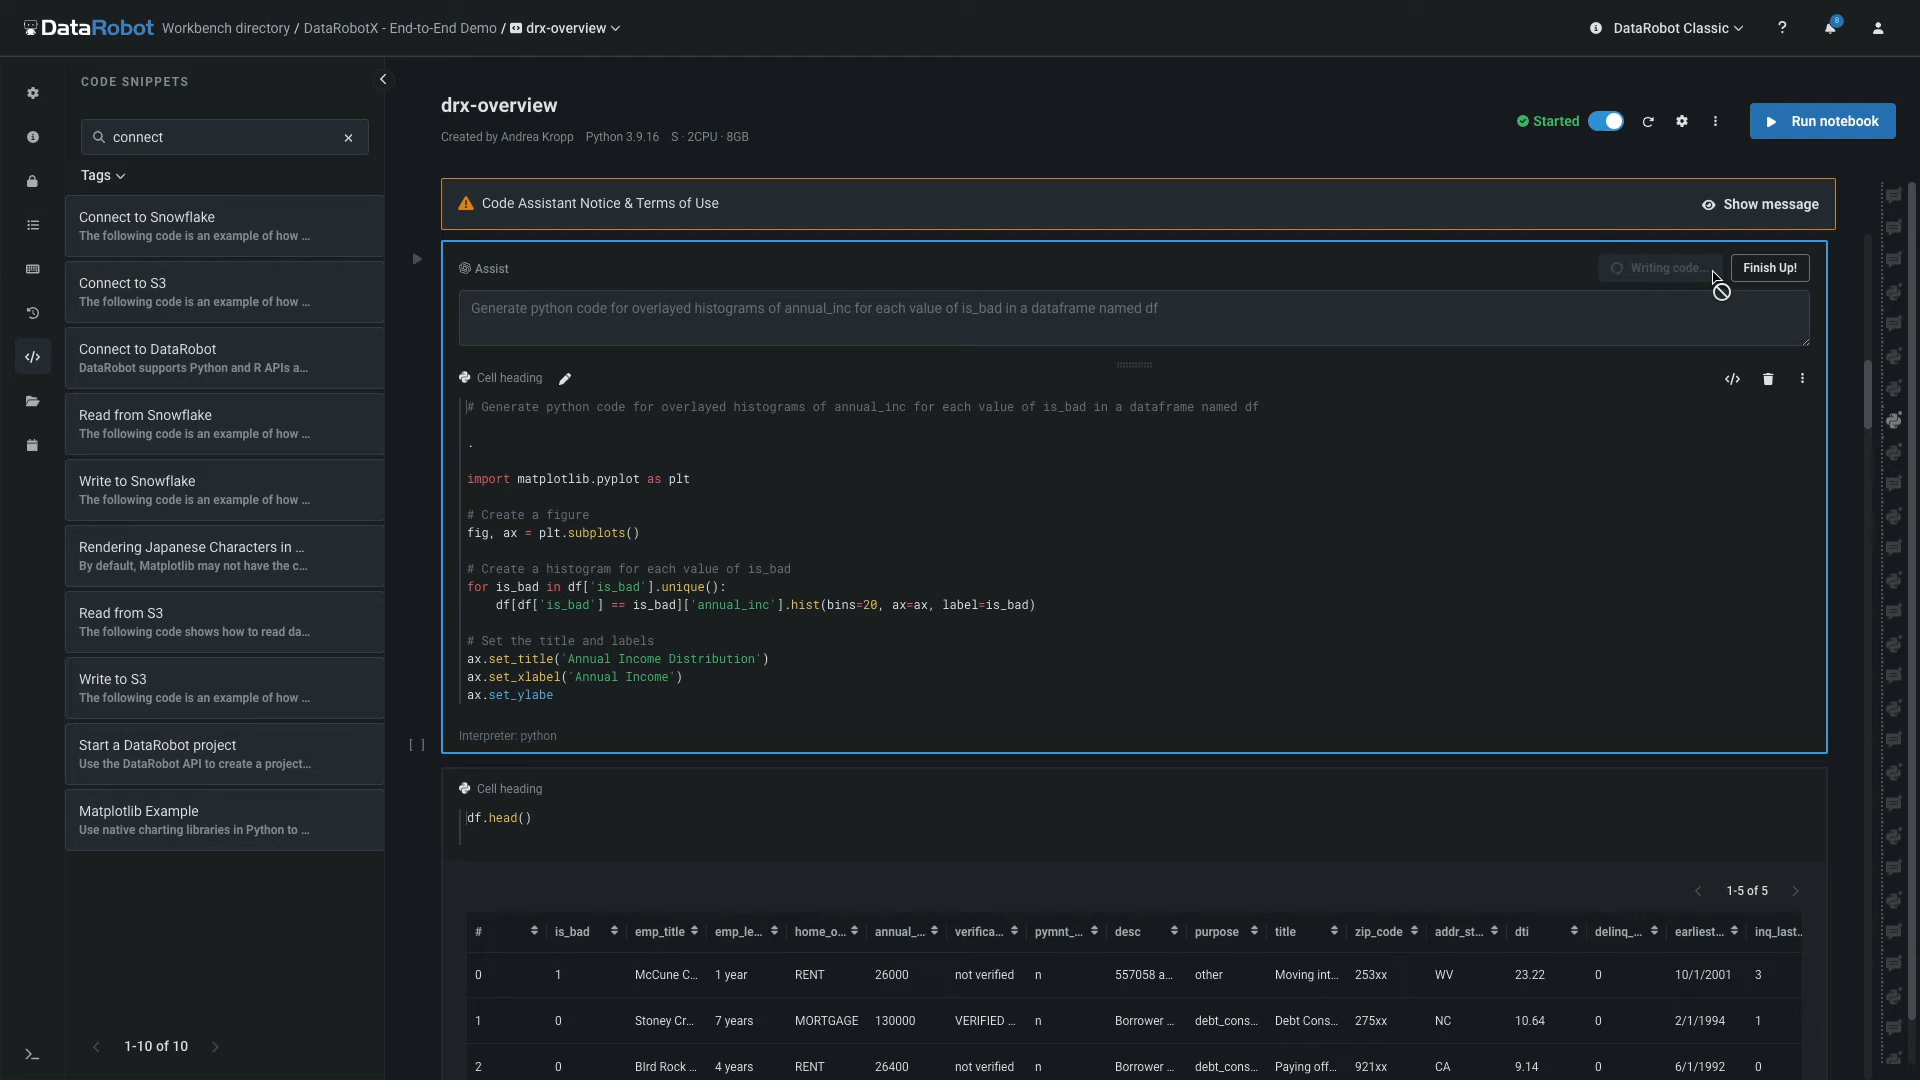 DataRobot Workbench directory / DataRobotX - End-to-End Demo / drx-overview
DataRobot Classic
?
8
CODE SNIPPETS
connect
Tags
Connect to Snowflake
The following code is an example of how ...
Connect to S3
The following code is an example of how ...
Connect to DataRobot
DataRobot supports Python and R APIs a...
Read from Snowflake
The following code is an example of how ...
Write to Snowflake
The following code is an example of how ...
Rendering Japanese Characters in ...
By default, Matplotlib may not have the c...
Read from S3
The following code shows how to read da...
Write to S3
The following code is an example of how ...
Start a DataRobot project
Use the DataRobot API to create a project...
Matplotlib Example
Use native charting libraries in Python to ...
1-10 of 10
drx-overview
Created by Andrea Kropp Python 3.9.16 S · 2CPU · 8GB
Started
Run notebook
Code Assistant Notice & Terms of Use
Show message
Assist
Writing code...
Finish Up!
Generate python code for overlayed histograms of annual_inc for each value of is_bad in a dataframe named df
Cell heading
# Generate python code for overlayed histograms of annual_inc for each value of is_bad in a dataframe named df
.
import matplotlib.pyplot as plt
# Create a figure
fig, ax = plt.subplots()
# Create a histogram for each value of is_bad
for is_bad in df['is_bad'].unique():
df[df['is_bad'] == is_bad]['annual_inc'].hist(bins=20, ax=ax, label=is_bad)
# Set the title and labels
ax.set_title('Annual Income Distribution')
ax.set_xlabel('Annual Income')
ax.set_ylabe
Interpreter: python
[ ]
Cell heading
df.head()
1-5 of 5
# is_bad emp_title emp_le... home_o... annual_... verifica... pymnt_... desc purpose title zip_code addr_st... dti delinq_... earliest... inq_last..
0 1 McCune C... 1 year RENT 26000 not verified n 557058 a... other Moving int... 253xx WV 23.22 0 10/1/2001 3
1 0 Stoney Cr... 7 years MORTGAGE 130000 VERIFIED ... n Borrower ... debt_cons... Debt Cons... 275xx NC 10.64 0 2/1/1994 1
2 0 BIrd Rock ... 4 years RENT 26400 not verified n Borrower ... debt_cons... Paying off... 921xx CA 9.14 0 6/1/1992 0